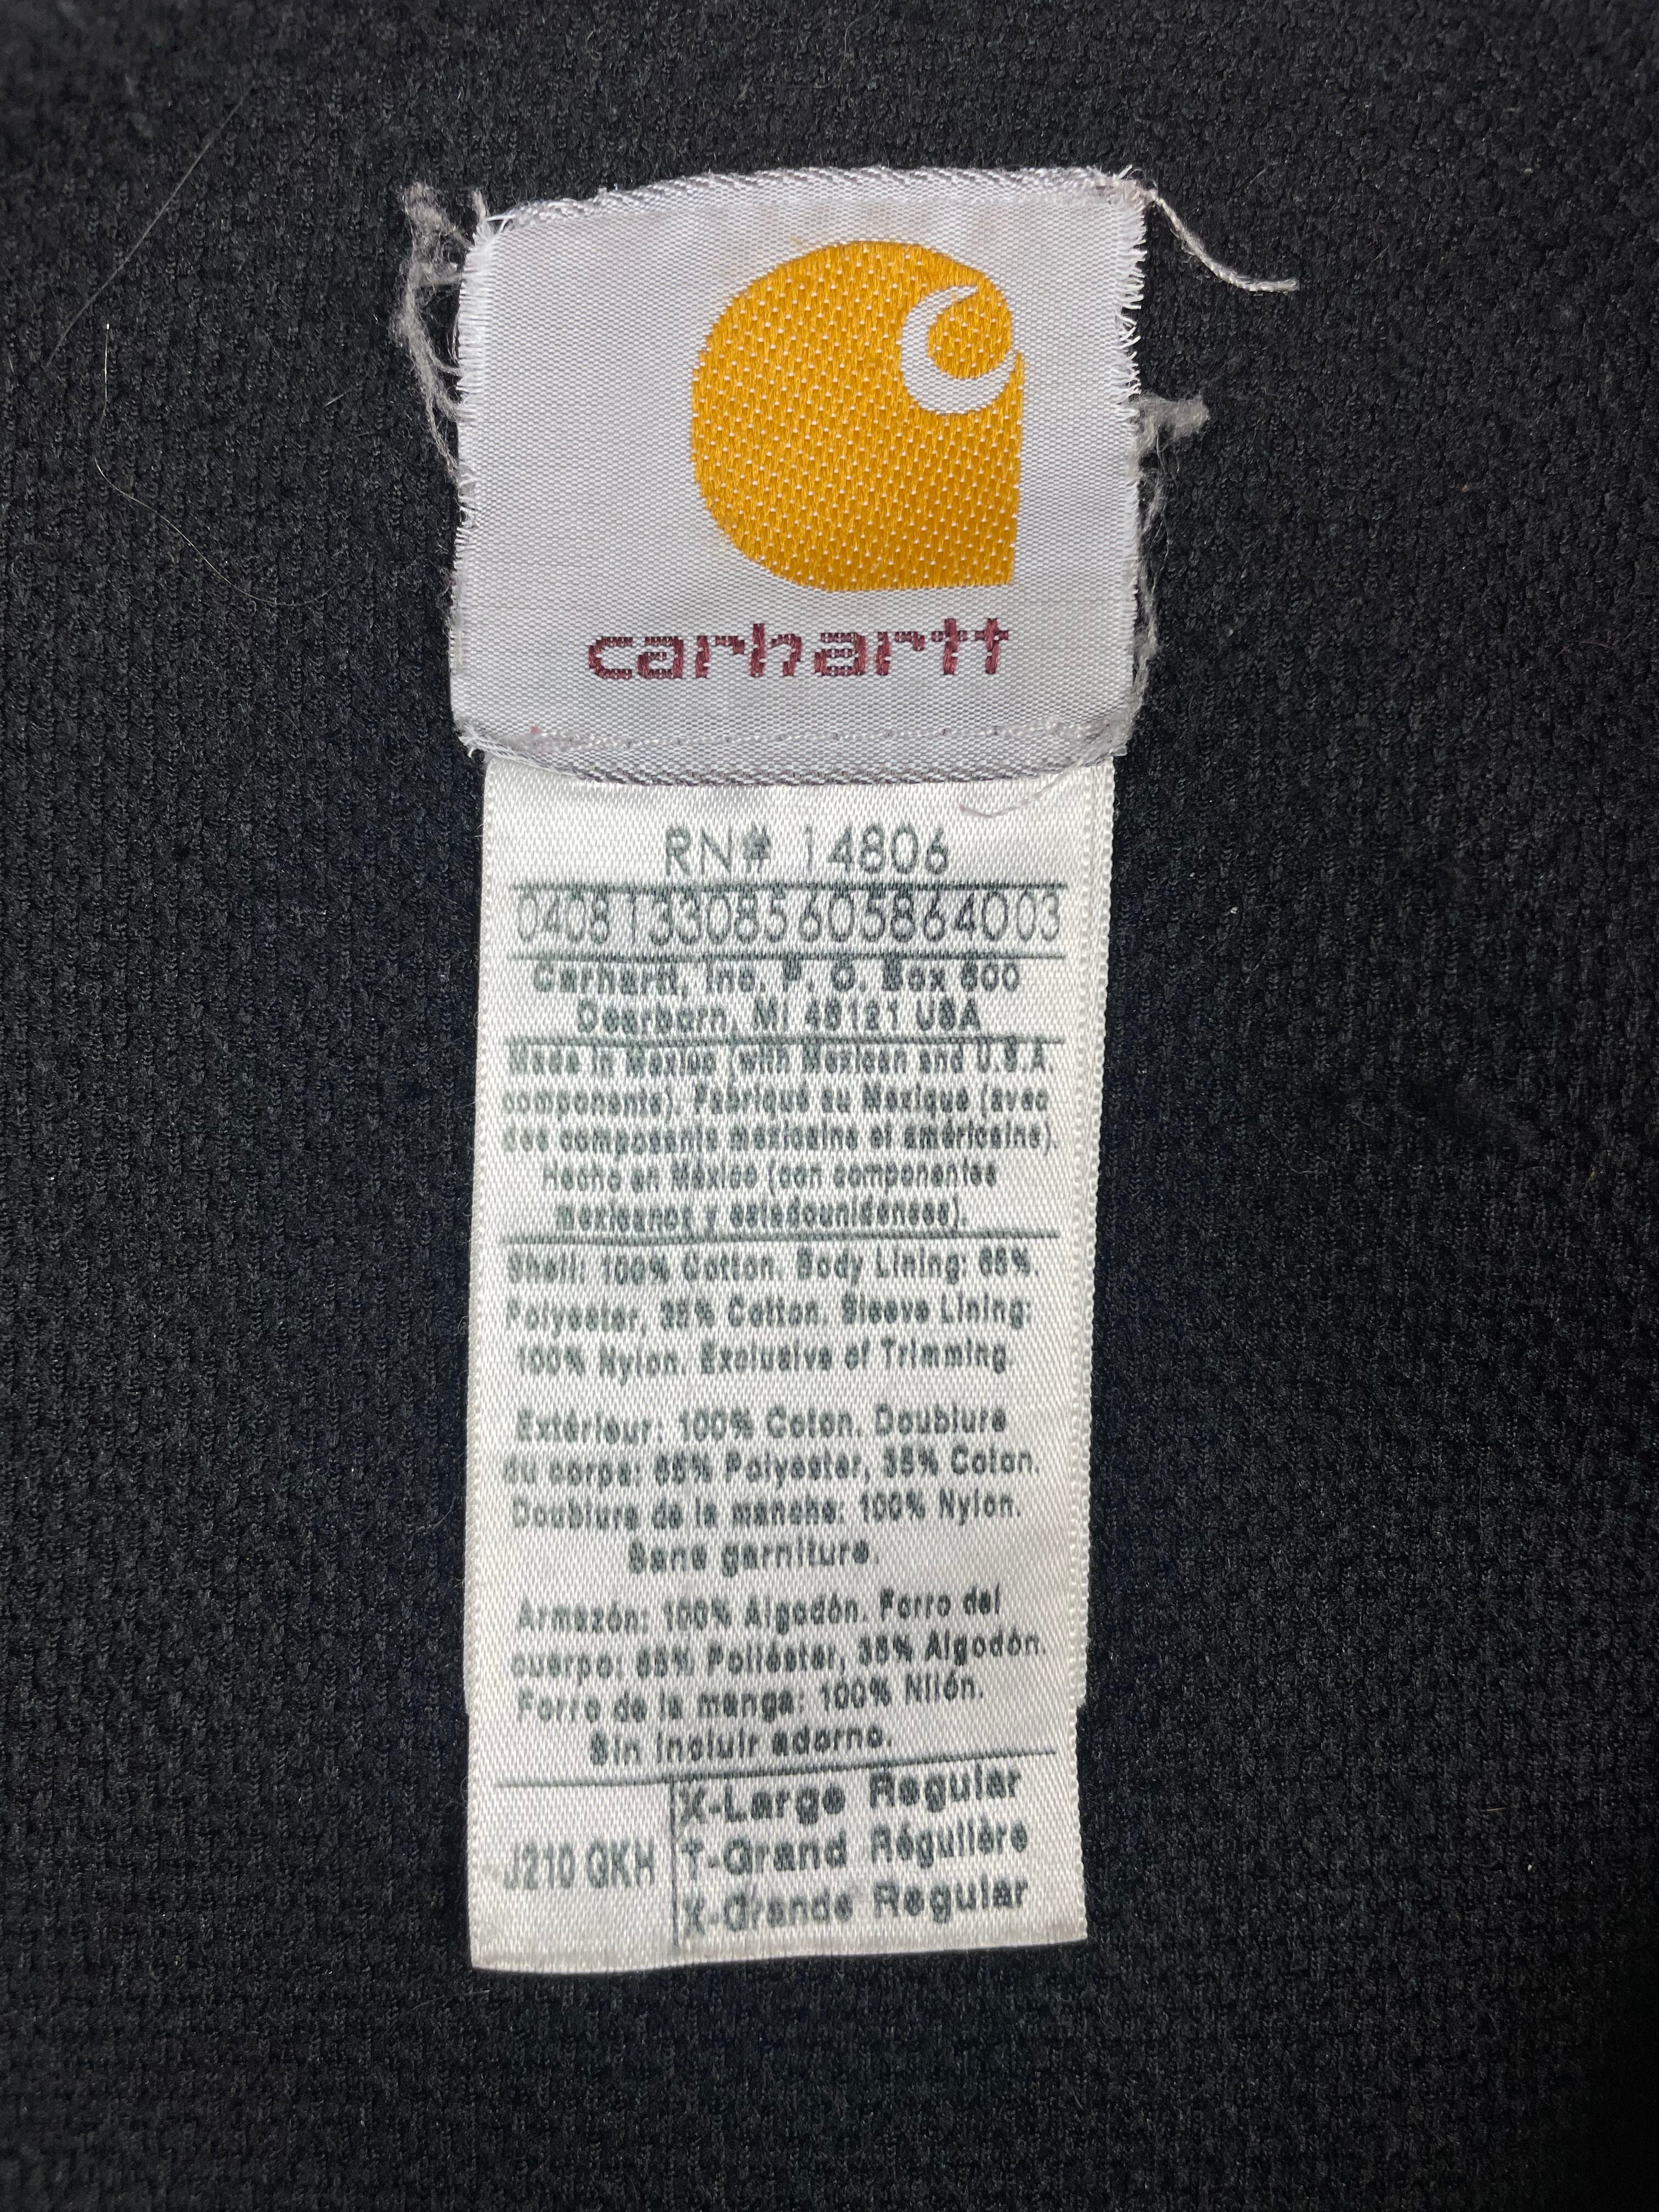 carhartt
RN# 14806
04081330856058640​03
Carhartt, Inc. P. O. Box 600
Dearborn, MI 48121 USA
Made in Mexico (with Mexican and U.S.A
components). Fabriqué au Mexique (avec
des composants mexicains et américains).
Hecho en México (con componentes
mexicanos y estadounidenses).
Shell: 100% Cotton. Body Lining: 65%
Polyester, 35% Cotton. Sleeve Lining:
100% Nylon. Exclusive of Trimming
Extérieur: 100% Coton. Doublure
du corps: 65% Polyester, 35% Coton.
Doublure de la manche: 100% Nylon.
Sans garniture.
Armazón: 100% Algodón. Forro del
cuerpo: 65% Poliéster, 35% Algodón.
Forro de la manga: 100% Nilón.
Sin incluir adorno.
J210 GKH
X-Large Regular
T-Grand Régulière
X-Grande Regular